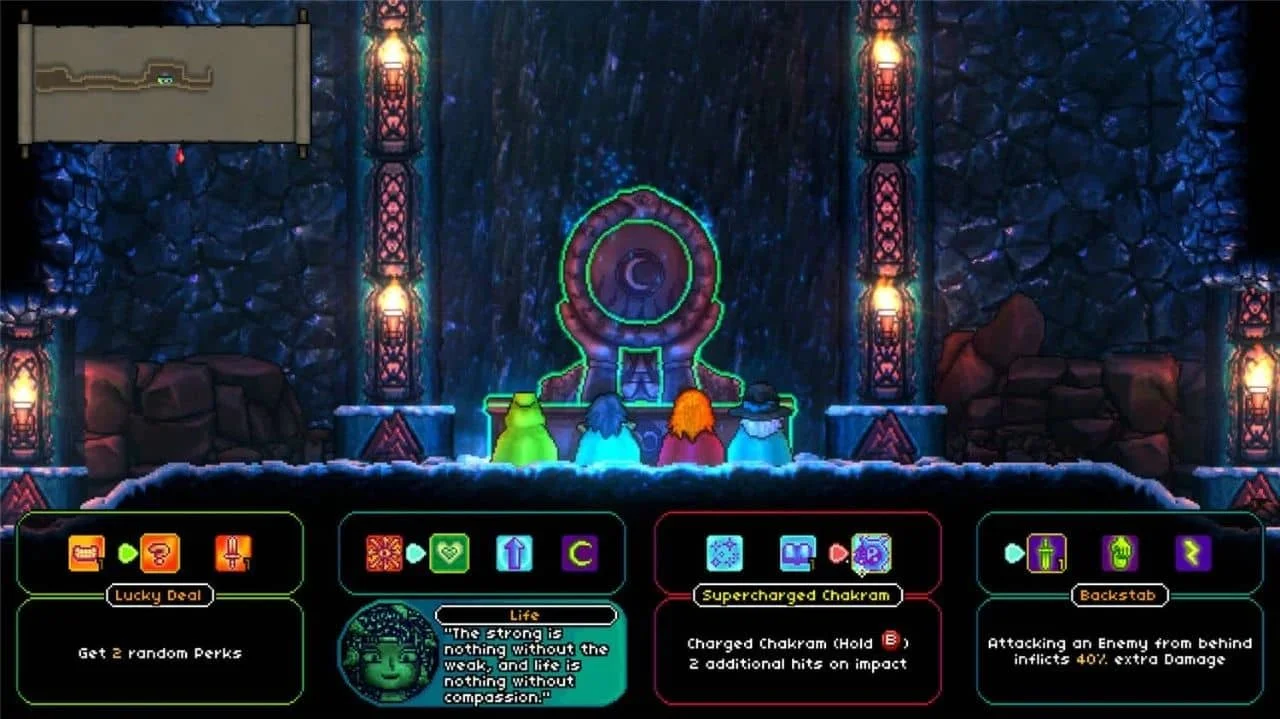 Lucky Deal
Get 2 random Perks
Life
"The strong is
nothing without the
weak, and life is
nothing without
compassion."
Supercharged Chakram
Charged Chakram (Hold B)
2 additional hits on impact
Backstab
Attacking an Enemy from behind
inflicts 40% extra Damage